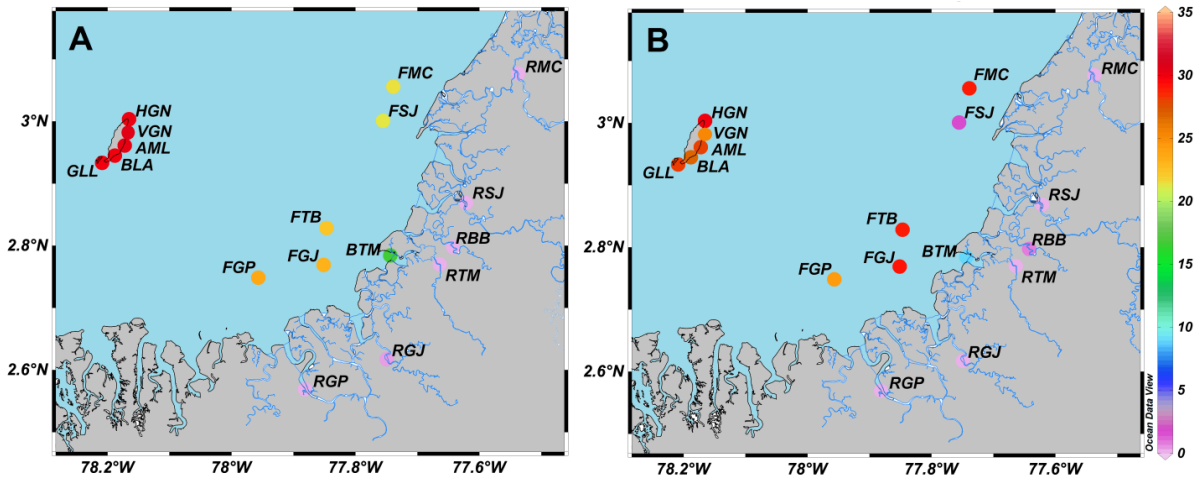 A
RMC
FMC
FSJ
HGN
VGN
AML
BLA
GLL
RSJ
FTB
BTM
RBB
FGJ
RTM
FGP
RGJ
RGP
3°N
2.8°N
2.6°N
78.2°W
78°W
77.8°W
77.6°W
B
RMC
FMC
FSJ
HGN
VGN
AML
BLA
GLL
RSJ
FTB
BTM
RBB
FGJ
RTM
FGP
RGJ
RGP
3°N
2.8°N
2.6°N
78.2°W
78°W
77.8°W
77.6°W
35
30
25
20
15
10
5
0
Ocean Data View